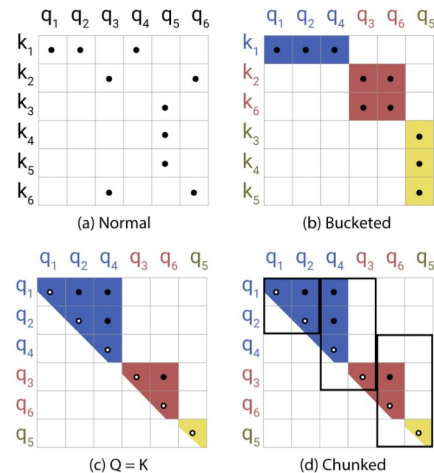 q1 q2 q3 q4 q5 q6
k1
k2
k3
k4
k5
k6
(a) Normal
q1 q2 q4 q3 q6 q5
k1
k2
k6
k3
k4
k5
(b) Bucketed
q1 q2 q4 q3 q6 q5
q1
q2
q4
q3
q6
q5
(c) Q = K
q1 q2 q4 q3 q6 q5
q1
q2
q4
q3
q6
q5
(d) Chunked